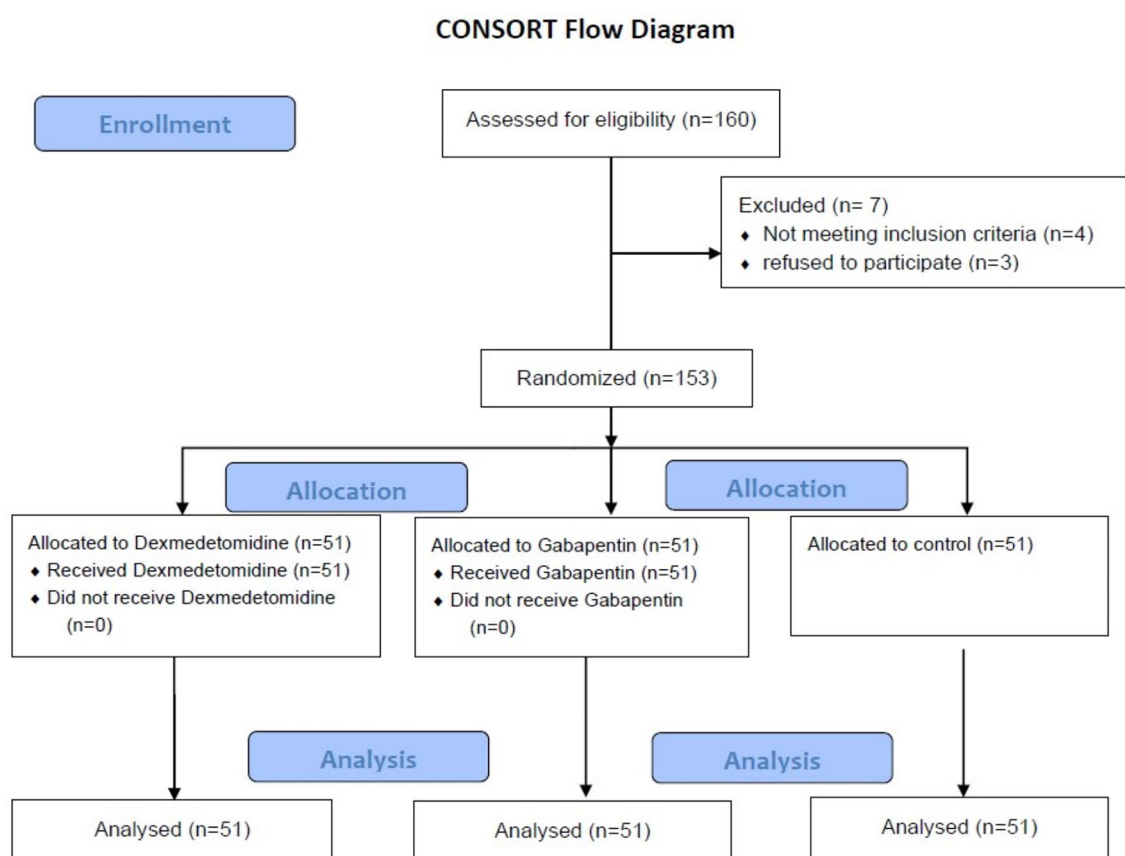 CONSORT Flow Diagram
Enrollment
Assessed for eligibility (n=160)
Excluded (n= 7)
♦ Not meeting inclusion criteria (n=4)
♦ refused to participate (n=3)
Randomized (n=153)
Allocation
Allocation
Allocated to Dexmedetomidine (n=51)
♦ Received Dexmedetomidine (n=51)
♦ Did not receive Dexmedetomidine
(n=0)
Allocated to Gabapentin (n=51)
♦ Received Gabapentin (n=51)
♦ Did not receive Gabapentin
(n=0)
Allocated to control (n=51)
Analysis
Analysis
Analysed (n=51)
Analysed (n=51)
Analysed (n=51)